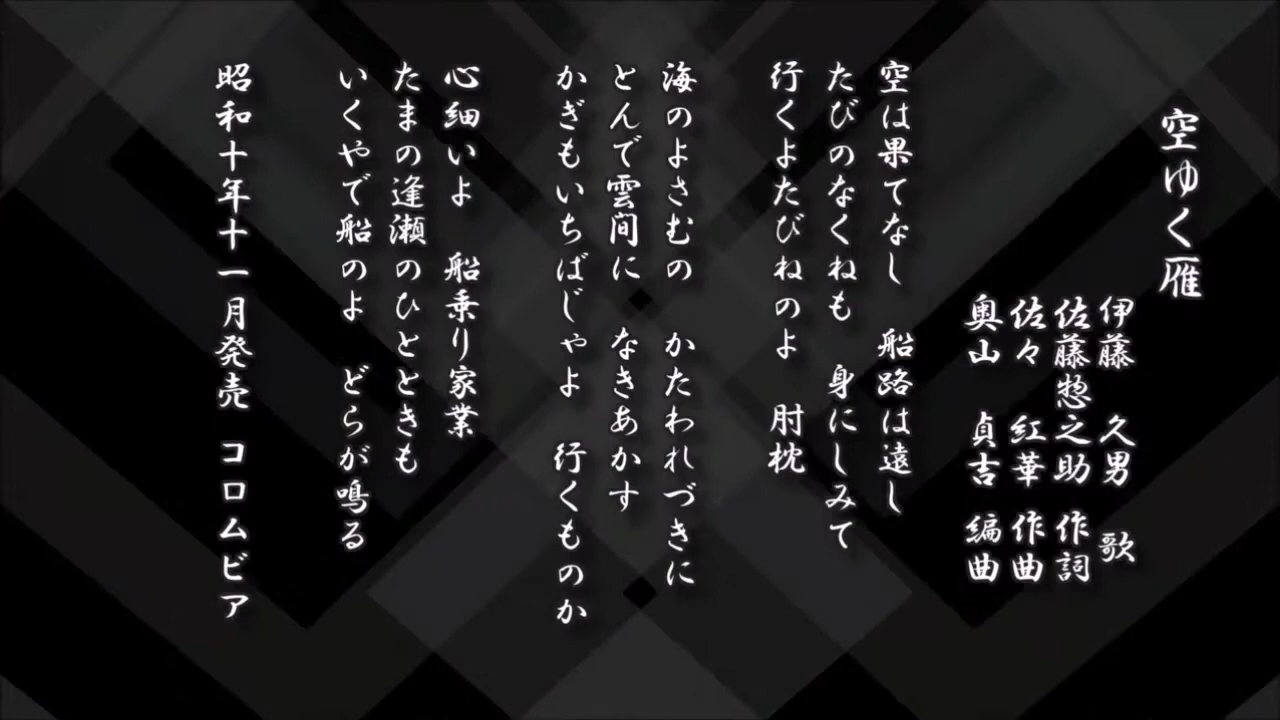 空ゆく雁
伊藤 久男 歌
佐藤惣之助 作詞
佐々 紅華 作曲
奥山 貞吉 編曲
空は果てなし 船路は遠し
たびのなくねも 身にしみて
行くよたびねのよ 肘枕
海のよさむの かたわれづきに
とんで雲間に なきあかす
かぎもいちばじゃよ 行くものか
心細いよ 船乗り家業
たまの逢瀬のひとときも
いくやで船のよ どらが鳴る
昭和十年十一月発売 コロムビア